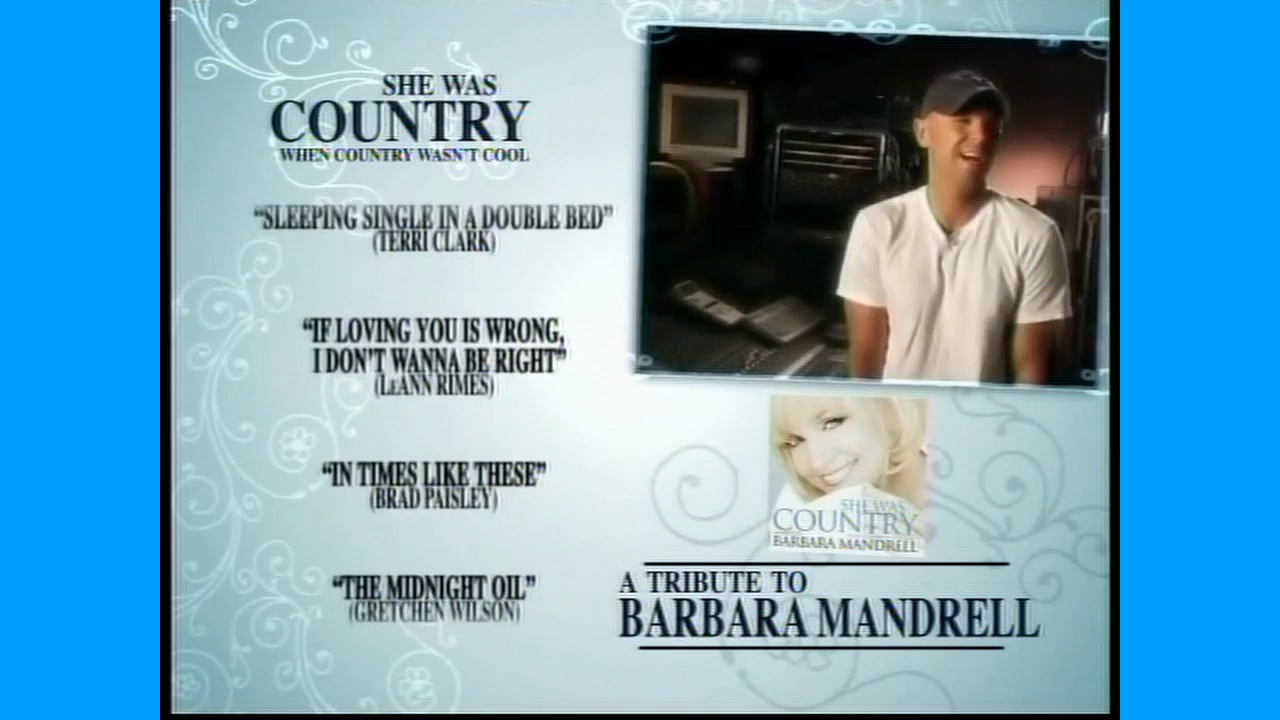 SHE WAS
COUNTRY
WHEN COUNTRY WASN'T COOL
"SLEEPING SINGLE IN A DOUBLE BED"
(TERRI CLARK)
"IF LOVING YOU IS WRONG,
I DON'T WANNA BE RIGHT"
(LEANN RIMES)
"IN TIMES LIKE THESE"
(BRAD PAISLEY)
"THE MIDNIGHT OIL"
(GRETCHEN WILSON)
SHE WAS
COUNTRY
BARBARA MANDRELL
A TRIBUTE TO
BARBARA MANDRELL